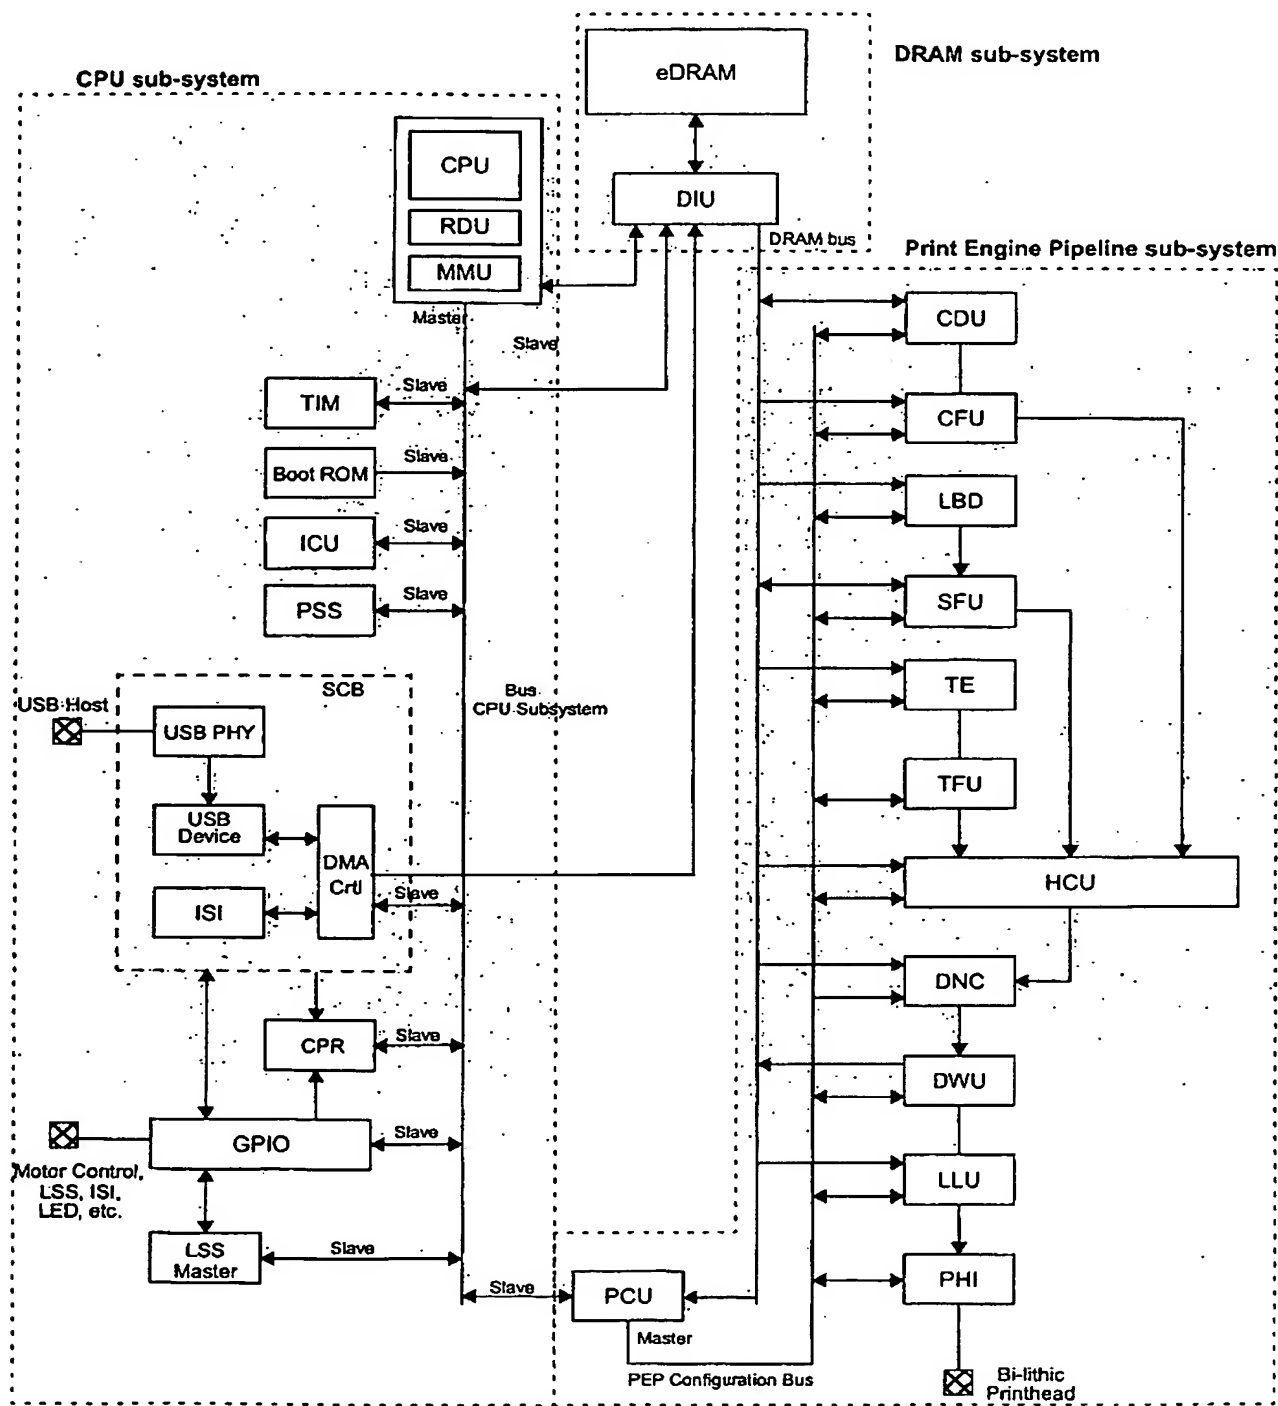 DRAM sub-system
CPU sub-system
eDRAM
CPU
RDU
MMU
DIU
DRAM bus
Print Engine Pipeline sub-system
Master
Slave
CDU
TIM
Slave
CFU
Boot ROM
Slave
LBD
ICU
Slave
PSS
Slave
SFU
SCB
USB Host
USB PHY
Bus
CPU Subsystem
TE
TFU
USB
Device
DMA
Crtl
Slave
ISI
HCU
DNC
CPR
Slave
DWU
GPIO
Slave
Motor Control,
LSS, ISI,
LED, etc.
LLU
LSS
Master
Slave
Slave
PCU
PHI
Master
PEP Configuration Bus
Bi-lithic
Printhead